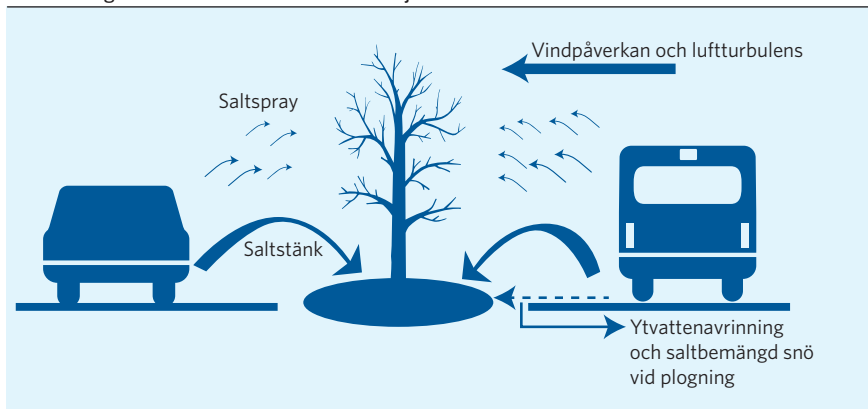 Vindpåverkan och luftturbulens
Saltspray
Saltstänk
Ytvattenavrinning
och saltbemängd snö
vid plogning